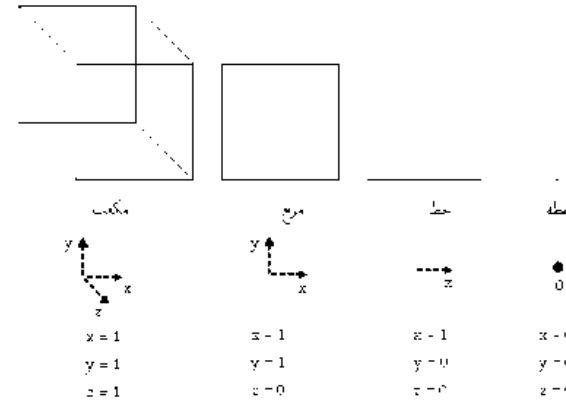 مكعب
مربع
خط
y
x
z
y
x
x
0
x = 1
y = 1
z = 1
x = 1
y = 1
z = 0
x = 1
y = 0
z = 0
x =
y =
z =